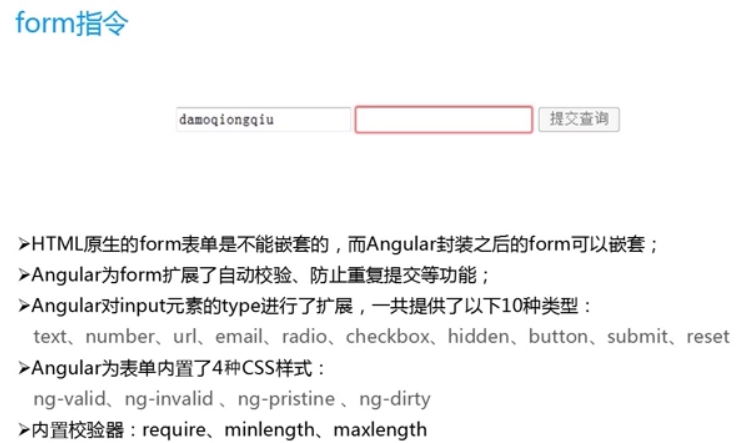 form指令
damoqiongqiu 提交查询
➢HTML原生的form表单是不能嵌套的，而Angular封装之后的form可以嵌套；
➢Angular为form扩展了自动校验、防止重复提交等功能；
➢Angular对input元素的type进行了扩展，一共提供了以下10种类型：
text、number、url、email、radio、checkbox、hidden、button、submit、reset
➢Angular为表单内置了4种CSS样式：
ng-valid、ng-invalid 、ng-pristine 、ng-dirty
➢内置校验器：require、minlength、maxlength